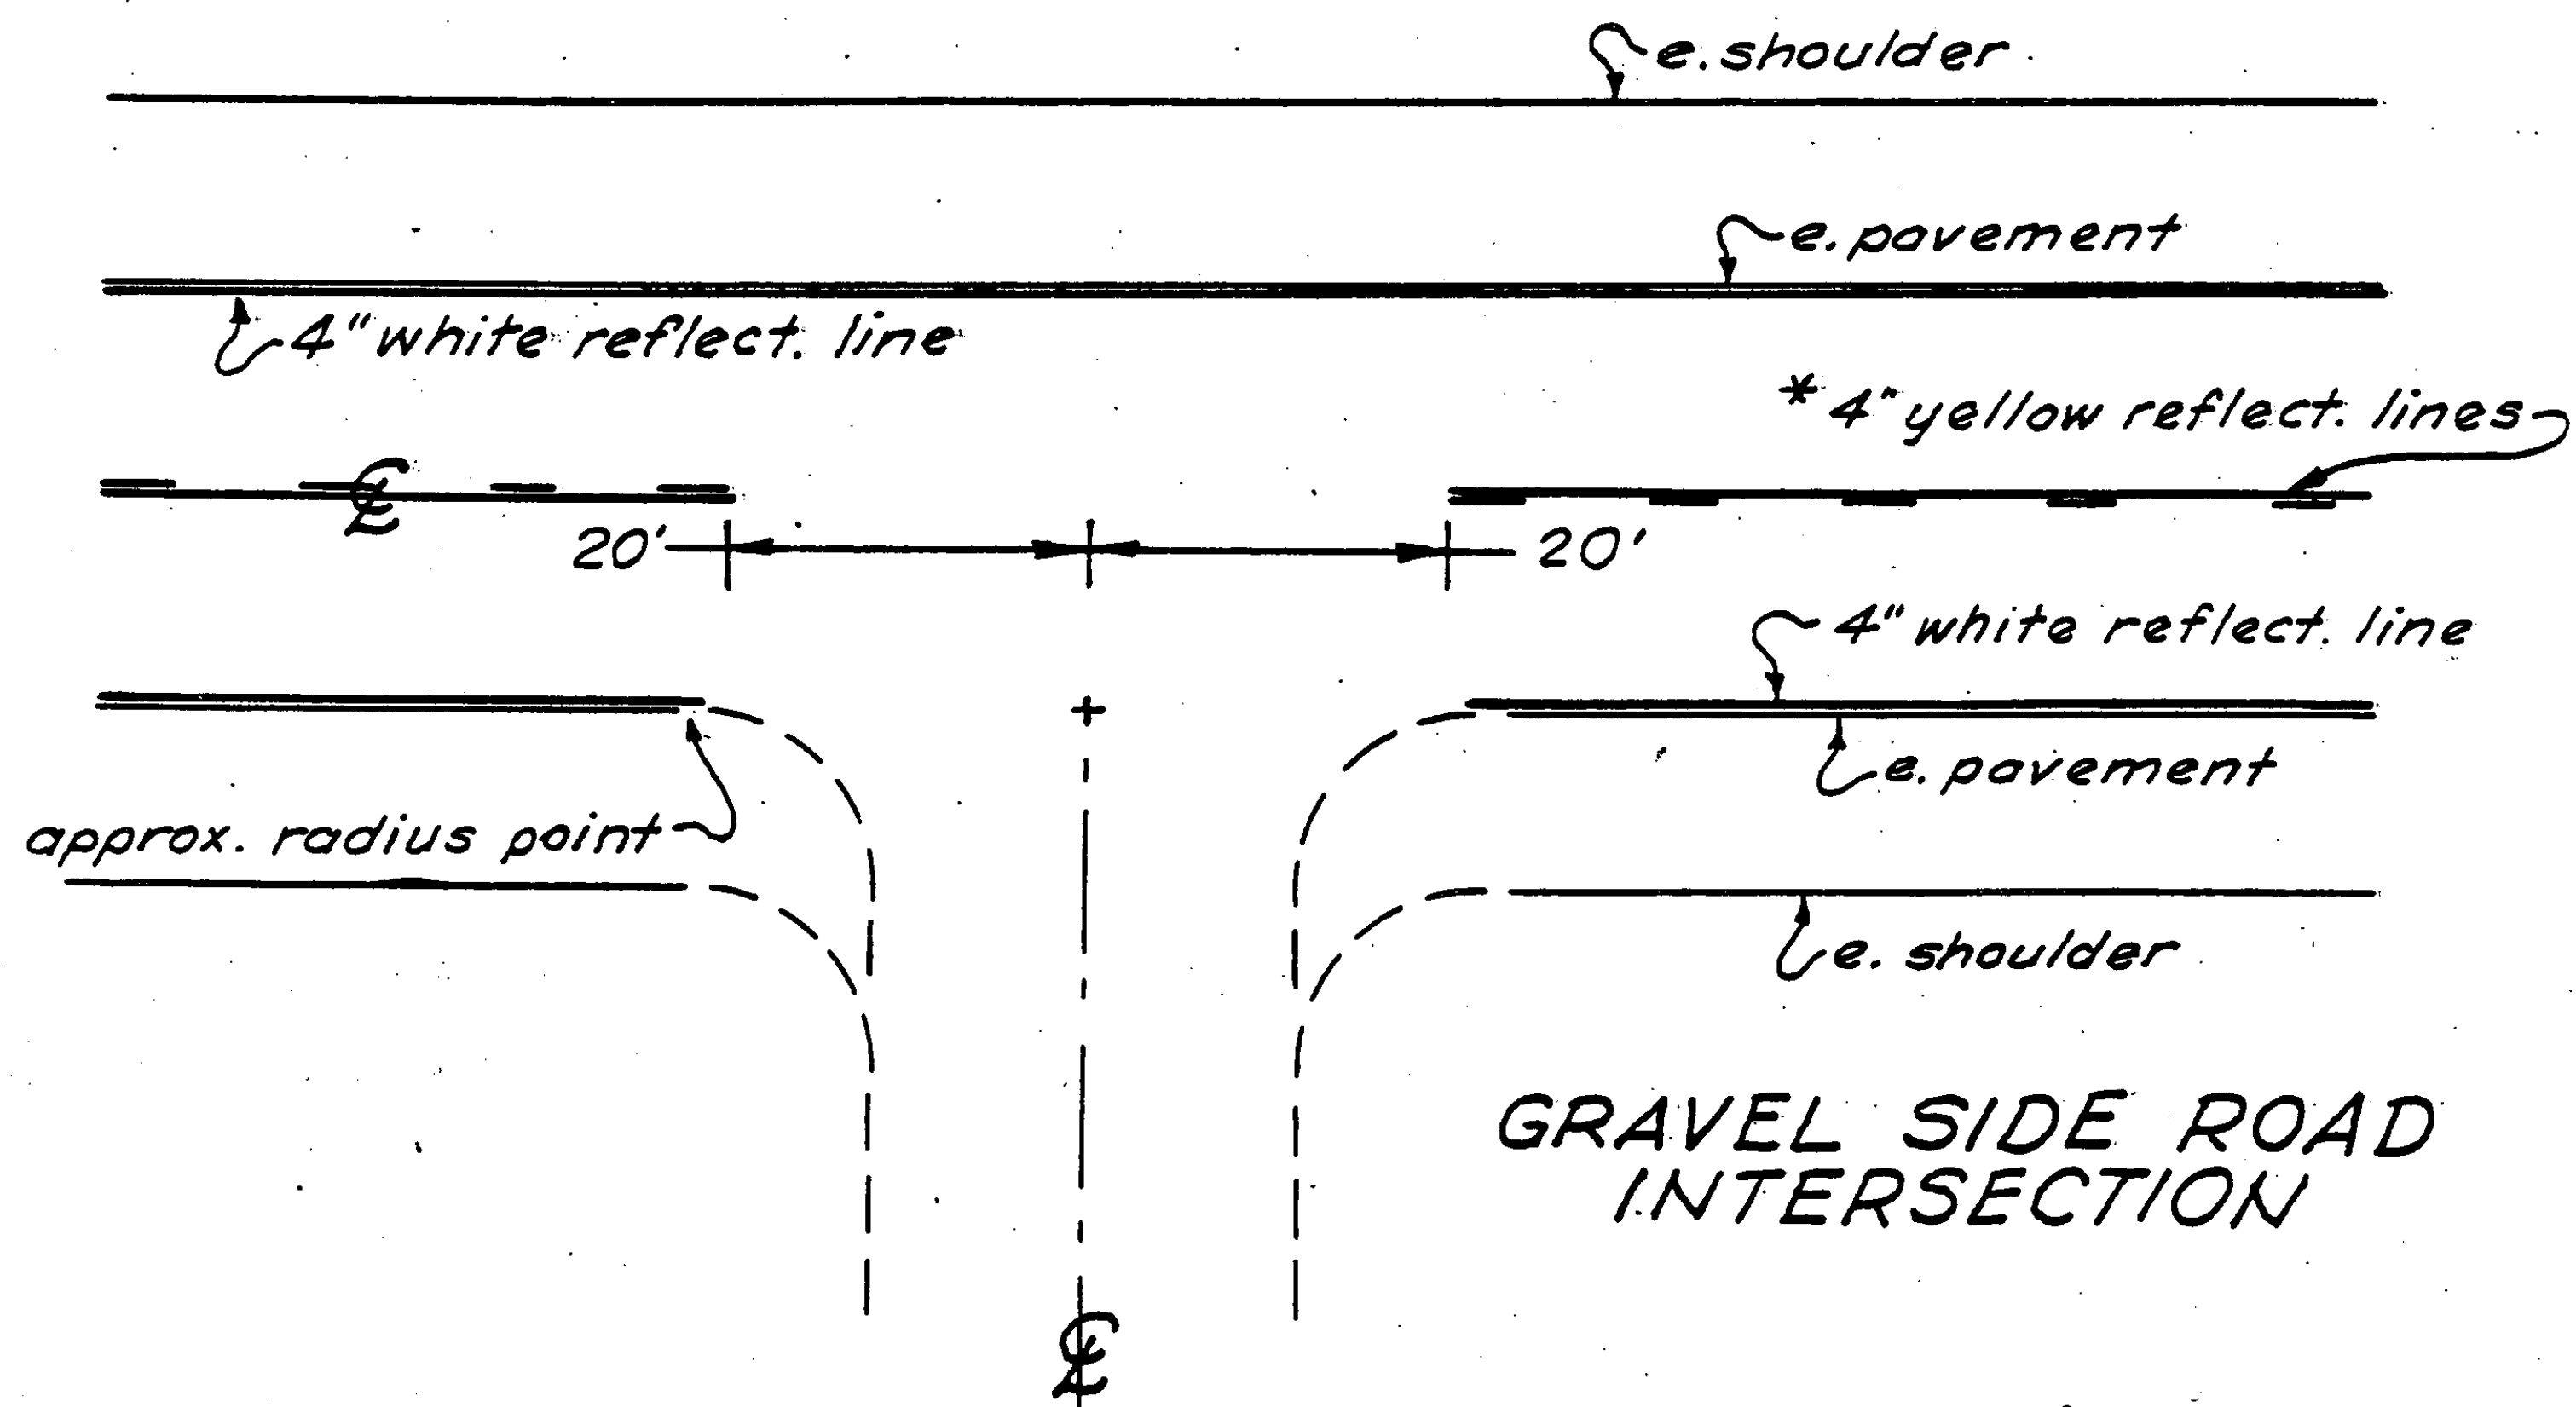 e. shoulder
e. pavement
4" white reflect. line
* 4" yellow reflect. lines
℄
20'
20'
4" white reflect. line
e. pavement
approx. radius point
e. shoulder
GRAVEL SIDE ROAD
INTERSECTION
℄